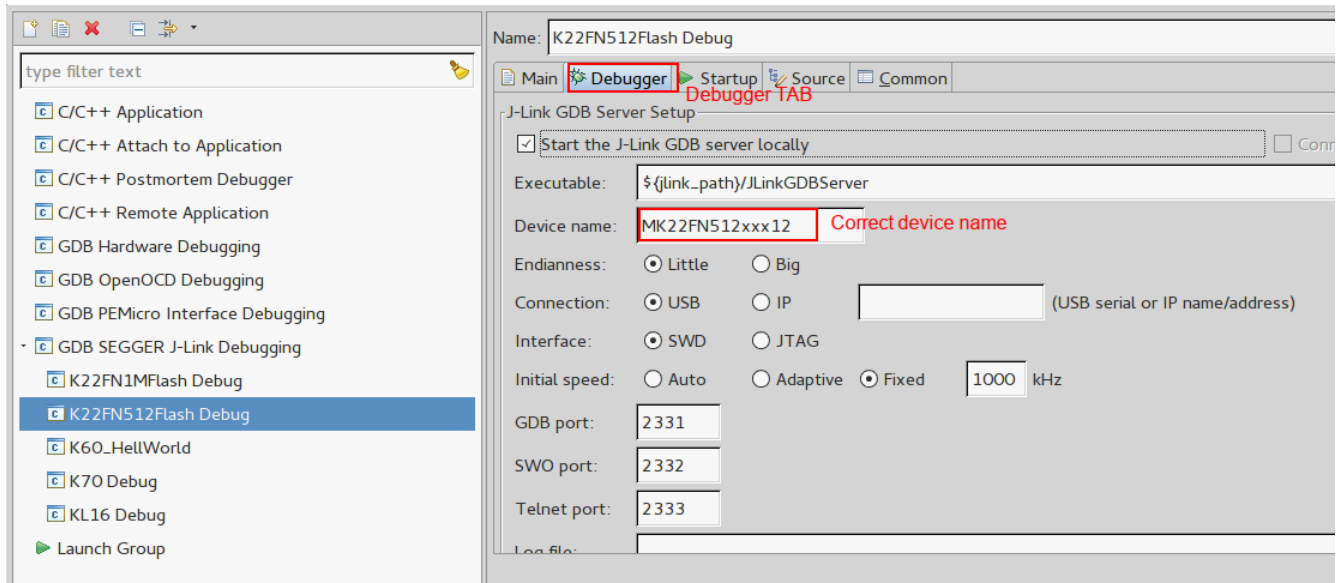 type filter text
C/C++ Application
C/C++ Attach to Application
C/C++ Postmortem Debugger
C/C++ Remote Application
GDB Hardware Debugging
GDB OpenOCD Debugging
GDB PEMicro Interface Debugging
GDB SEGGER J-Link Debugging
K22FN1MFlash Debug
K22FN512Flash Debug
K60_HellWorld
K70 Debug
KL16 Debug
Launch Group
Name: K22FN512Flash Debug
Main Debugger Startup Source Common
Debugger TAB
J-Link GDB Server Setup
Start the J-Link GDB server locally Conn
Executable: ${jlink_path}/JLinkGDBServer
Device name: MK22FN512xxx12 Correct device name
Endianness: Little Big
Connection: USB IP (USB serial or IP name/address)
Interface: SWD JTAG
Initial speed: Auto Adaptive Fixed 1000 kHz
GDB port: 2331
SWO port: 2332
Telnet port: 2333
Log file: